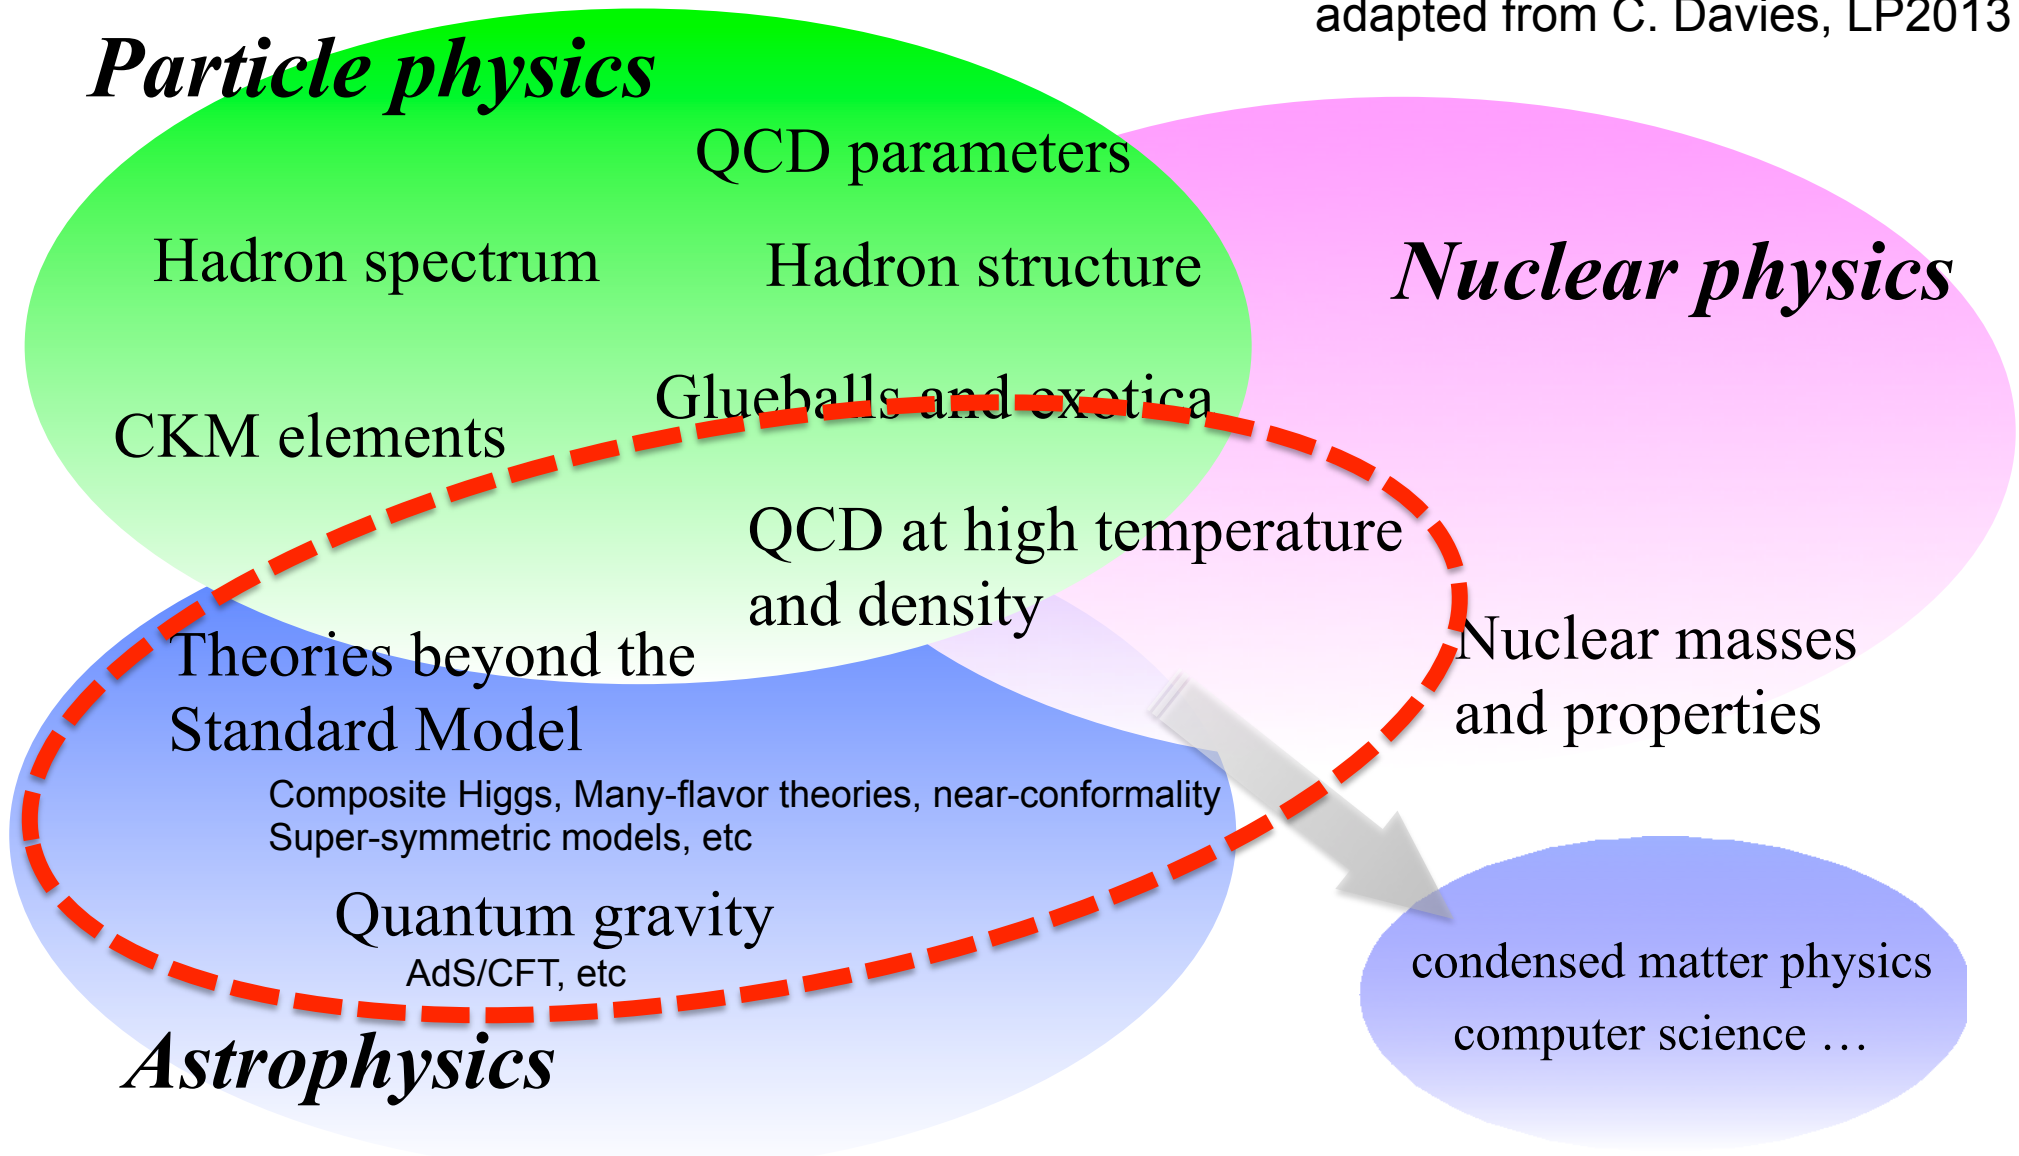 adapted from C. Davies, LP2013
Particle physics
QCD parameters
Hadron spectrum
Hadron structure
Nuclear physics
Glueballs and exotica
CKM elements
QCD at high temperature
and density
Nuclear masses
and properties
Theories beyond the
Standard Model
Composite Higgs, Many-flavor theories, near-conformality
Super-symmetric models, etc
Quantum gravity
AdS/CFT, etc
Astrophysics
condensed matter physics
computer science …